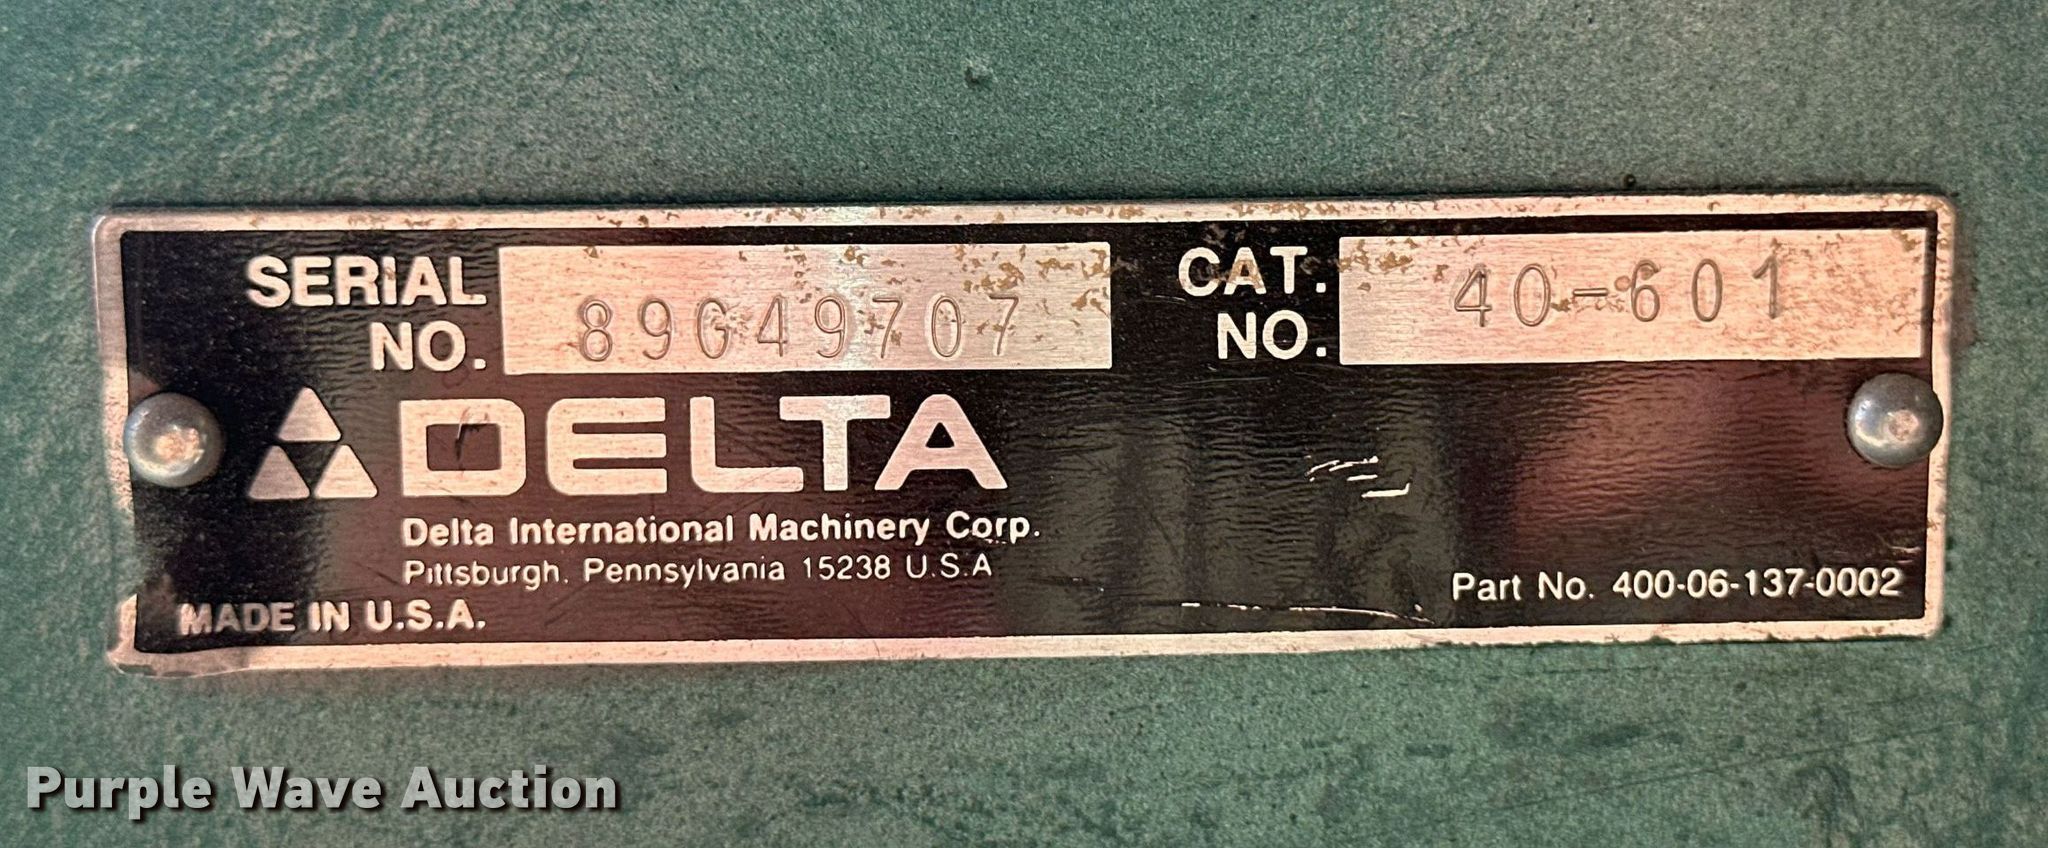 SERIAL NO. 89G49707
CAT. NO. 40-601
DELTA
Delta International Machinery Corp.
Pittsburgh, Pennsylvania 15238 U.S.A
Part No. 400-06-137-0002
MADE IN U.S.A.
Purple Wave Auction